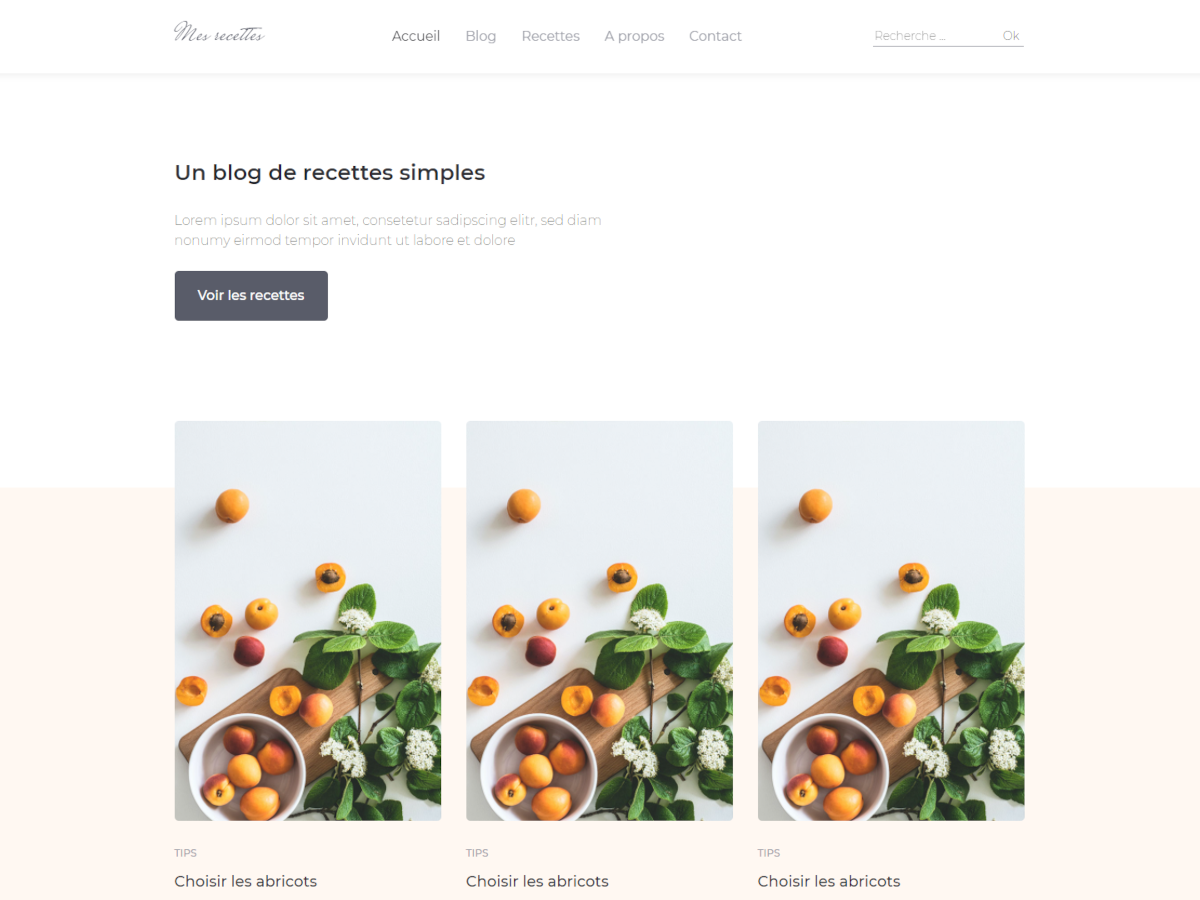 Mes recettes
Accueil Blog Recettes A propos Contact
Recherche ... Ok
Un blog de recettes simples
Lorem ipsum dolor sit amet, consetetur sadipscing elitr, sed diam
nonumy eirmod tempor invidunt ut labore et dolore
Voir les recettes
TIPS
Choisir les abricots
TIPS
Choisir les abricots
TIPS
Choisir les abricots